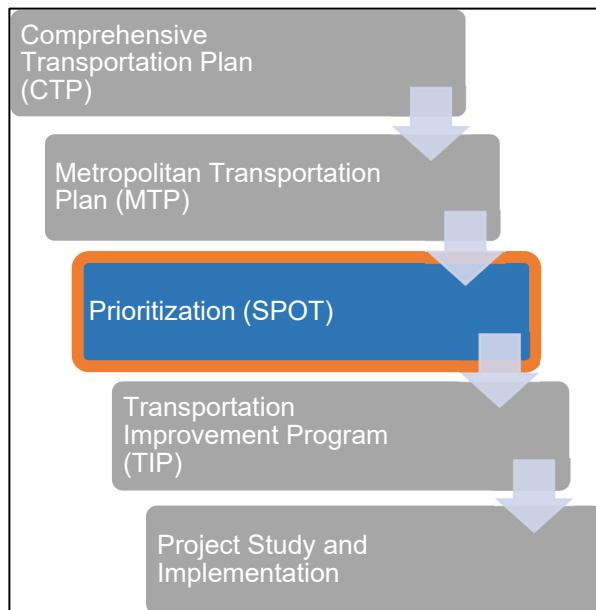 Comprehensive
Transportation Plan
(CTP)
Metropolitan Transportation
Plan (MTP)
Prioritization (SPOT)
Transportation
Improvement Program
(TIP)
Project Study and
Implementation